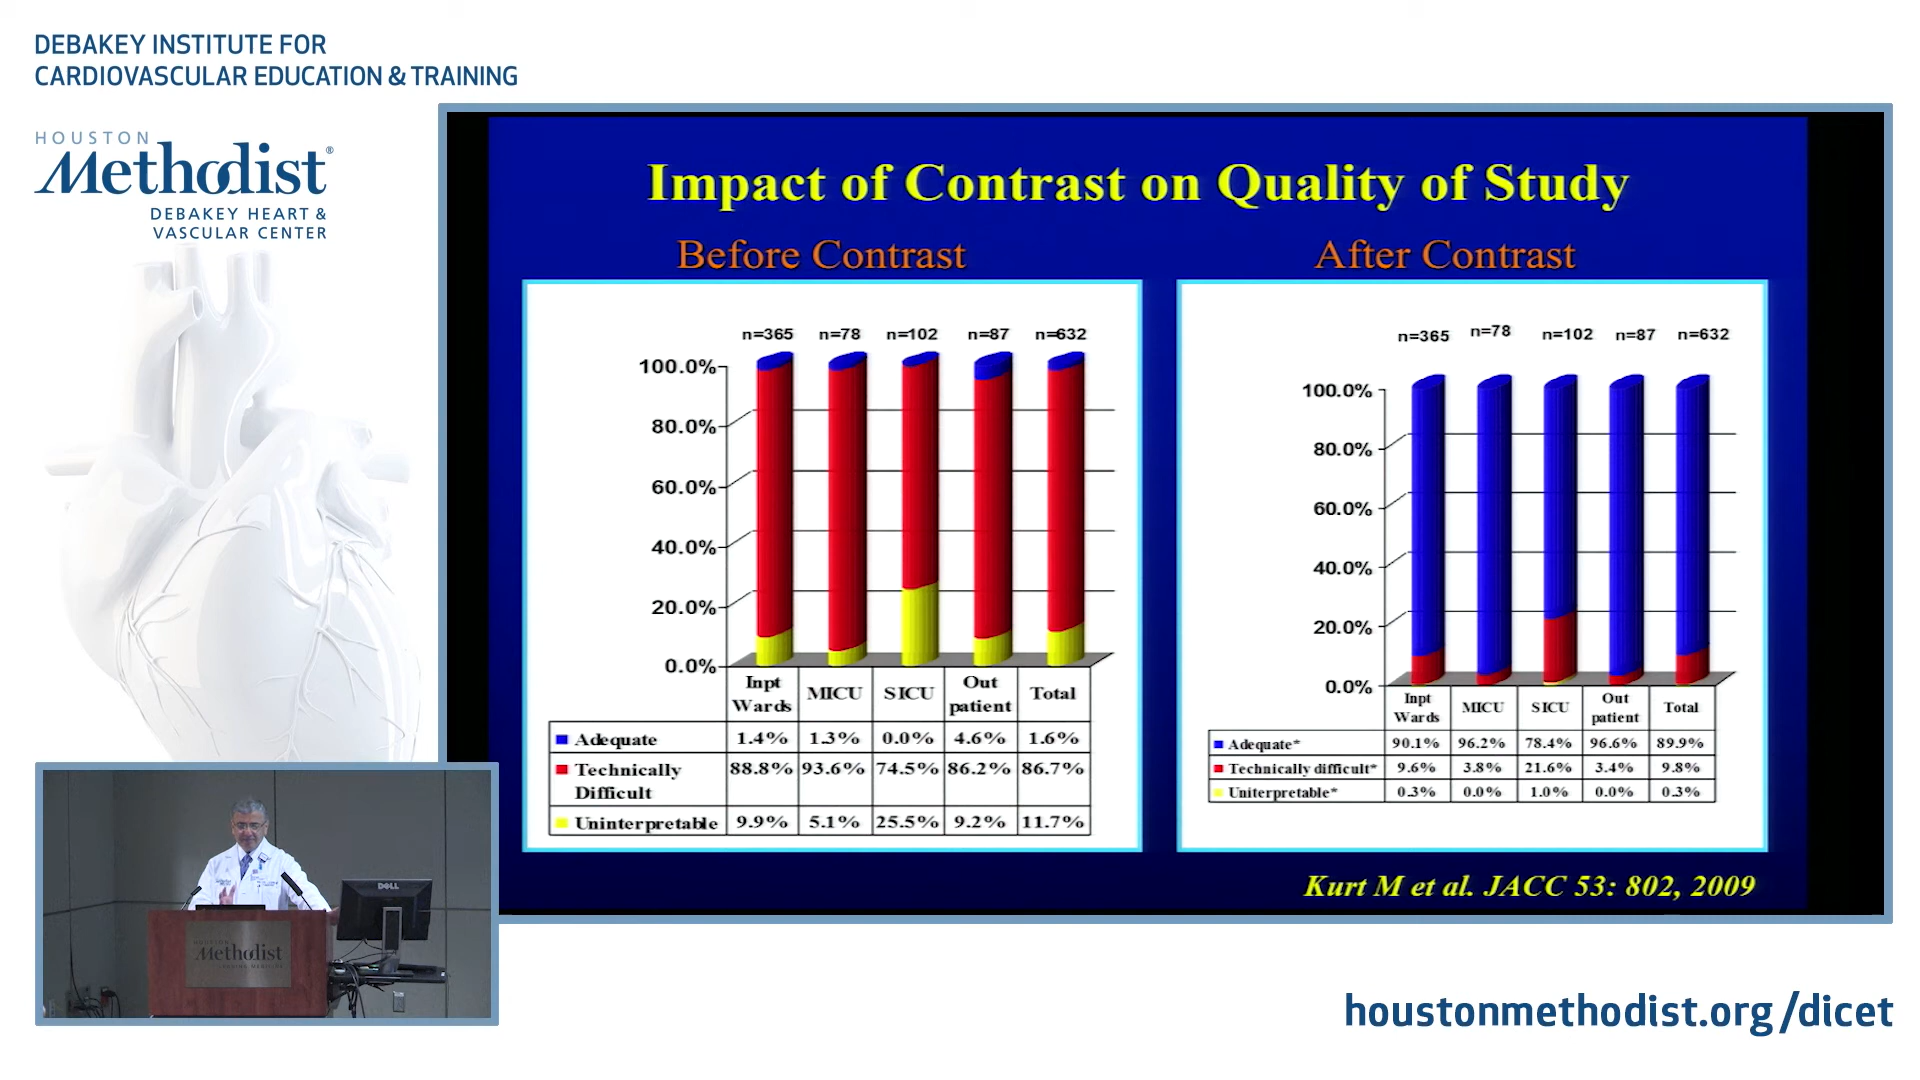 DEBAKEY INSTITUTE FOR
CARDIOVASCULAR EDUCATION & TRAINING
HOUSTON
Methodist®
DEBAKEY HEART &
VASCULAR CENTER
Impact of Contrast on Quality of Study
Before Contrast
n=365 n=78 n=102 n=87 n=632
100.0%
80.0%
60.0%
40.0%
20.0%
0.0%
Inpt Wards MICU SICU Out patient Total
Adequate 1.4% 1.3% 0.0% 4.6% 1.6%
Technically Difficult 88.8% 93.6% 74.5% 86.2% 86.7%
Uninterpretable 9.9% 5.1% 25.5% 9.2% 11.7%
After Contrast
n=365 n=78 n=102 n=87 n=632
100.0%
80.0%
60.0%
40.0%
20.0%
0.0%
Inpt Wards MICU SICU Out patient Total
Adequate* 90.1% 96.2% 78.4% 96.6% 89.9%
Technically difficult* 9.6% 3.8% 21.6% 3.4% 9.8%
Uniterpretable* 0.3% 0.0% 1.0% 0.0% 0.3%
Kurt M et al. JACC 53: 802, 2009
DELL
HOUSTON
Methodist
houstonmethodist.org/dicet